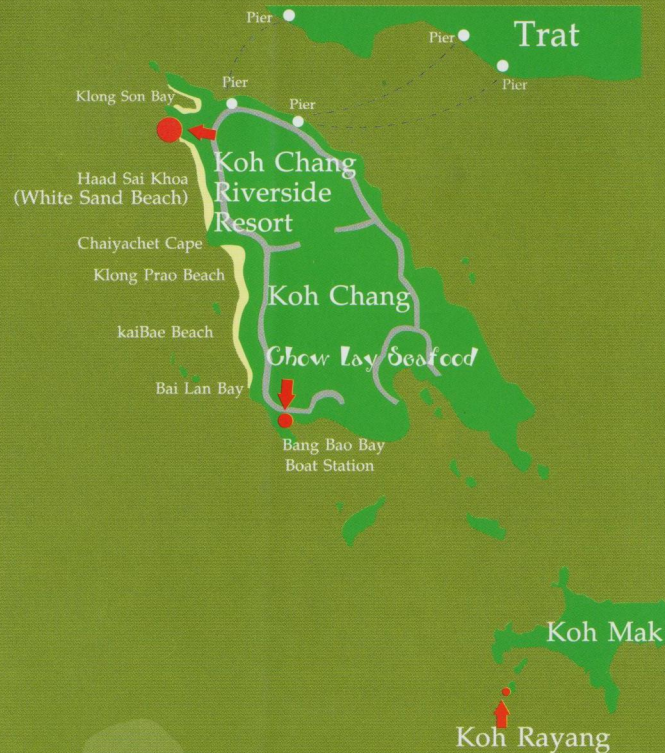 Pier
Trat
Pier
Pier
Pier
Klong Son Bay
Pier
Koh Chang
Riverside
Resort
Haad Sai Khoa
(White Sand Beach)
Chaiyachet Cape
Klong Prao Beach
Koh Chang
kaiBae Beach
Chow Lay Seafood
Bai Lan Bay
Bang Bao Bay
Boat Station
Koh Mak
Koh Rayang